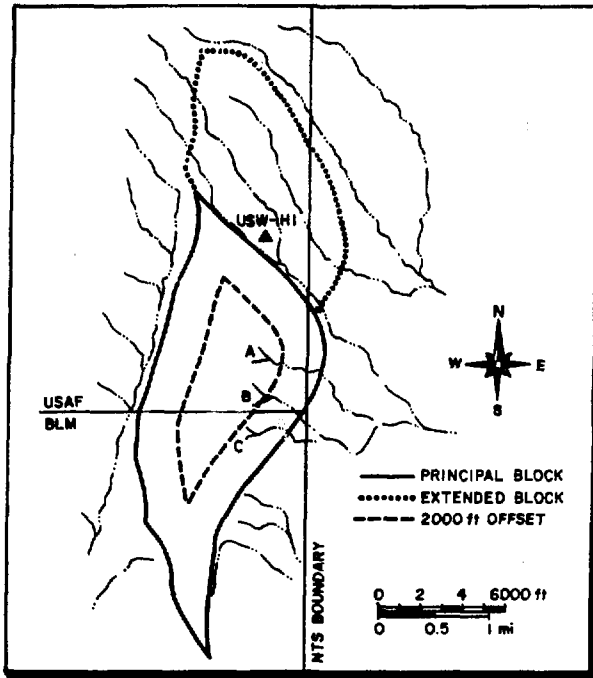 USW-H1
A
B
C
USAF
BLM
N
W
E
S
PRINCIPAL BLOCK
EXTENDED BLOCK
2000 ft OFFSET
NTS BOUNDARY
0 2 4 6000 ft
0 0.5 1 mi